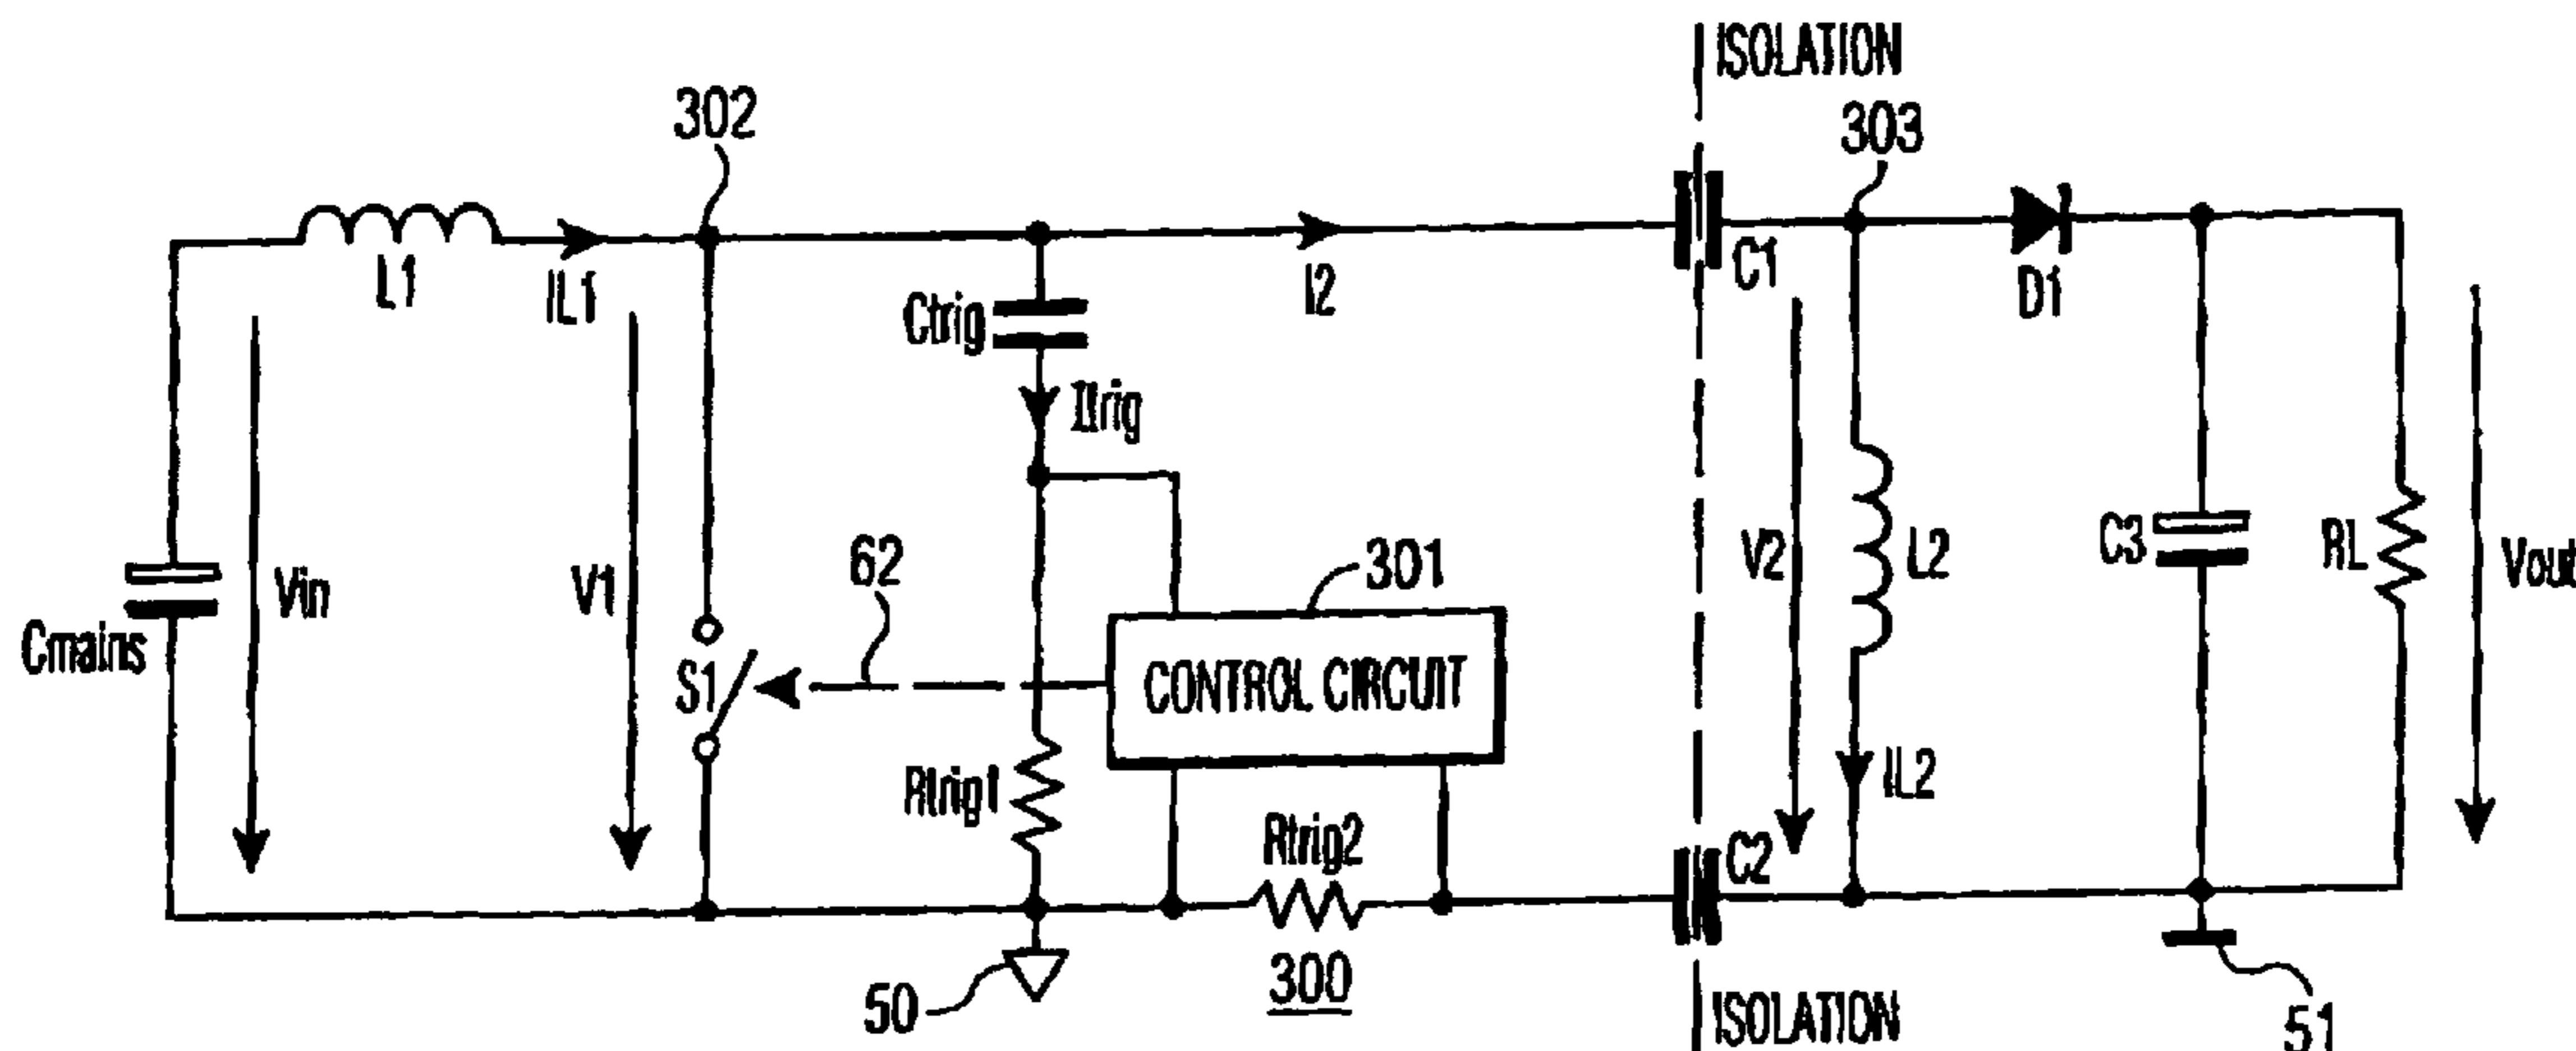 ISOLATION
302
303
L1
IL1
I2
C1
D1
Ctrig
Itrig
Vin
V1
62
301
V2
L2
C3
RL
Vout
Cmains
S1
CONTROL CIRCUIT
Rtrig1
IL2
Rtrig2
C2
50
300
ISOLATION
51